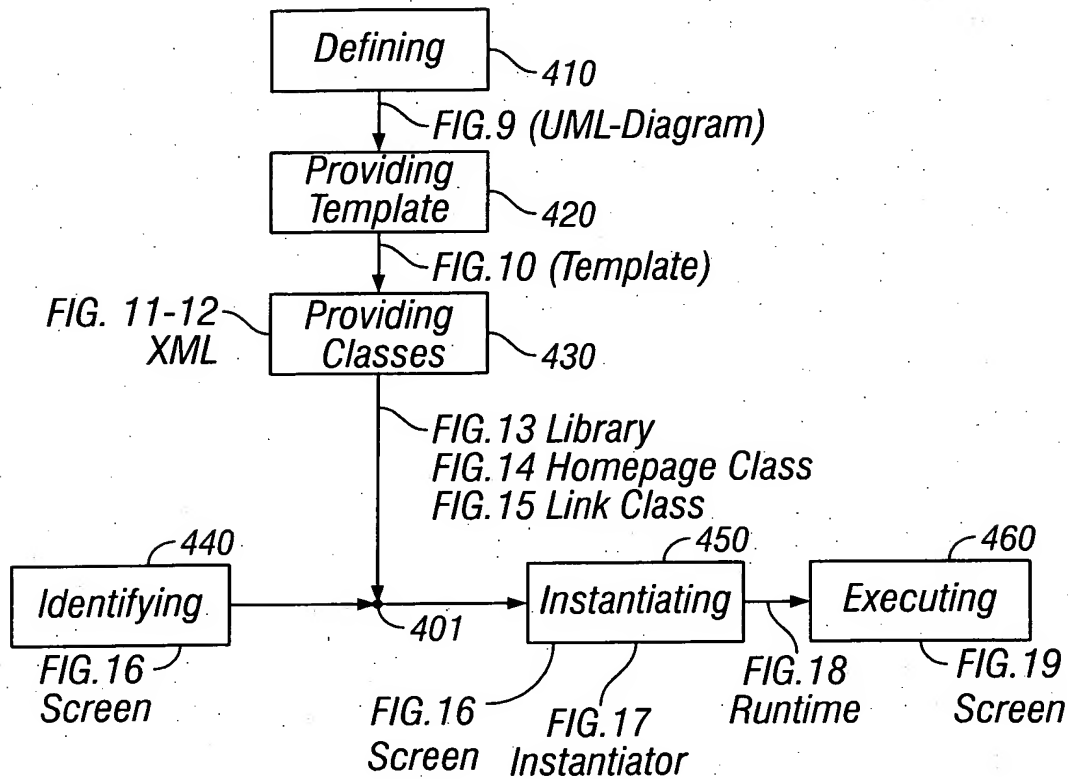 Defining
410
FIG.9 (UML-Diagram)
Providing
Template
420
FIG.10 (Template)
FIG. 11-12
XML
Providing
Classes
430
FIG.13 Library
FIG.14 Homepage Class
FIG.15 Link Class
440
Identifying
FIG.16
Screen
401
450
Instantiating
FIG.16
Screen
FIG.17
Instantiator
FIG.18
Runtime
460
Executing
FIG.19
Screen